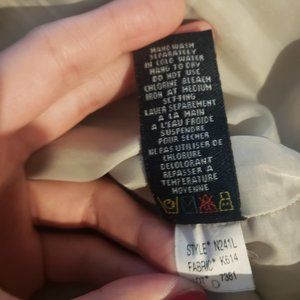 HAND WASH
SEPARATELY
IN COLD WATER
HANG TO DRY
DO NOT USE
CHLORINE BLEACH
IRON AT MEDIUM
SETTING
LAVER SEPAREMENT
A LA MAIN
A L'EAU FROIDE
SUSPENDRE
POUR SECHER
NE PAS UTILISER DE
CHLORURE
DECOLORANT
REPASSER A
TEMPERATURE
MOYENNE
STYLE* N241L
FABRIC* K614
7361